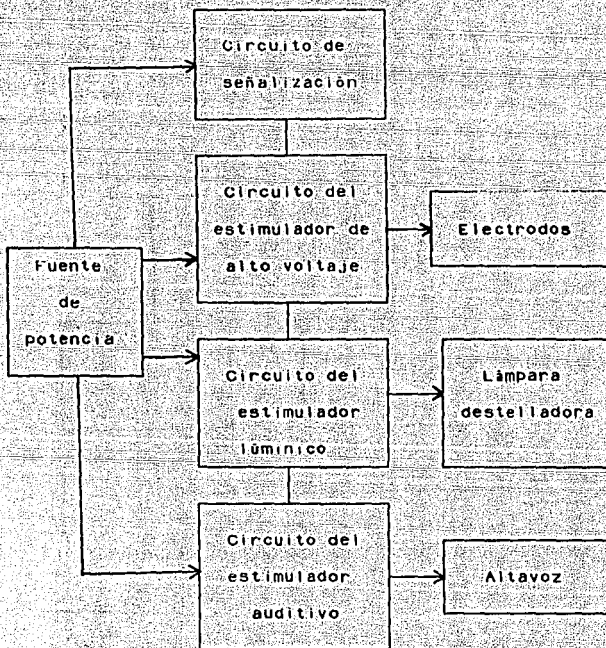 Circuito de
señalización
Circuito del
estimulador de
alto voltaje
Electrodos
Fuente
de
potencia
Circuito del
estimulador
lúminico
Lámpara
destelladora
Circuito del
estimulador
auditivo
Altavoz